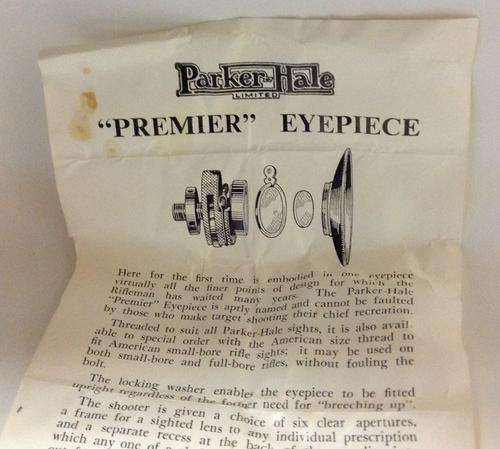 Parker-Hale
LIMITED
"PREMIER" EYEPIECE
Here for the first time is embodied in one eyepiece
virtually all the finer points of design for which the
Rifleman has waited many years. The Parker-Hale
"Premier" Eyepiece is aptly named and cannot be faulted
by those who make target shooting their chief recreation.
Threaded to suit all Parker-Hale sights, it is also avail
able to special order with the American size thread to
fit American small-bore rifle sights; it may be used on
both small-bore and full-bore rifles, without fouling the
bolt.
The locking washer enables the eyepiece to be fitted
upright regardless of the former need for "breeching up".
The shooter is given a choice of six clear apertures,
a frame for a sighted lens to any individual prescription
and a separate recess at the back of the
which any one of